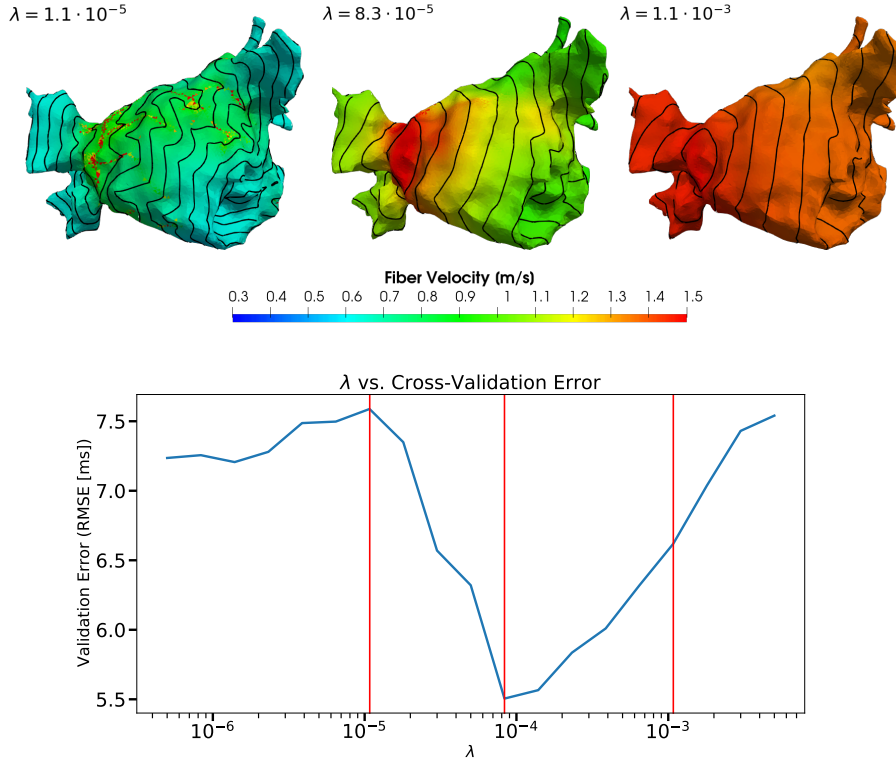 λ = 1.1 · 10⁻⁵ λ = 8.3 · 10⁻⁵ λ = 1.1 · 10⁻³
Fiber Velocity (m/s)
0.3 0.4 0.5 0.6 0.7 0.8 0.9 1 1.1 1.2 1.3 1.4 1.5
λ vs. Cross-Validation Error
Validation Error (RMSE [ms])
7.5
7.0
6.5
6.0
5.5
10⁻⁶ 10⁻⁵ 10⁻⁴ 10⁻³
λ